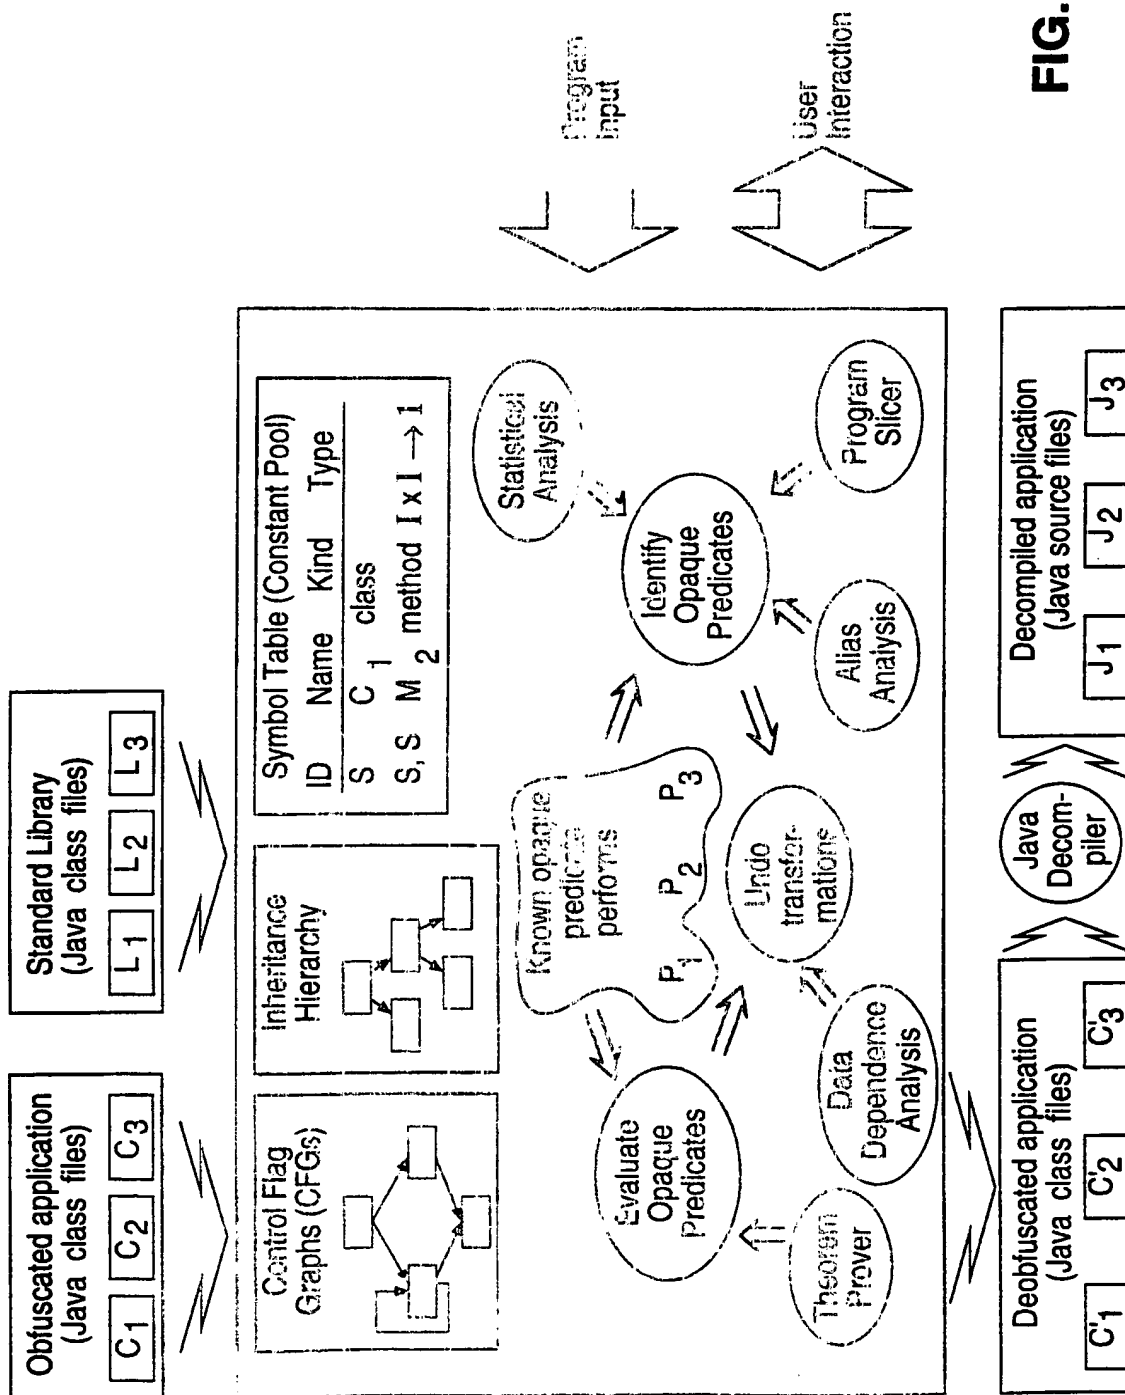 Obfuscated application
(Java class files)
C1 C2 C3
Standard Library
(Java class files)
L1 L2 L3
Control Flag
Graphs (CFGs)
Inheritance
Hierarchy
Symbol Table (Constant Pool)
ID Name Kind Type
S C1 class
S, S M2 method I x I → 1
Program
Input
User
Interaction
Known opaque
predicate
performs
P1 P2 P3
Statistical
Analysis
Evaluate
Opaque
Predicates
Identify
Opaque
Predicates
Undo
transfor-
mations
Theorem
Prover
Data
Dependence
Analysis
Alias
Analysis
Program
Slicer
Deobfuscated application
(Java class files)
C'1 C'2 C'3
Java
Decom-
piler
Decompiled application
(Java source files)
J1 J2 J3
FIG.